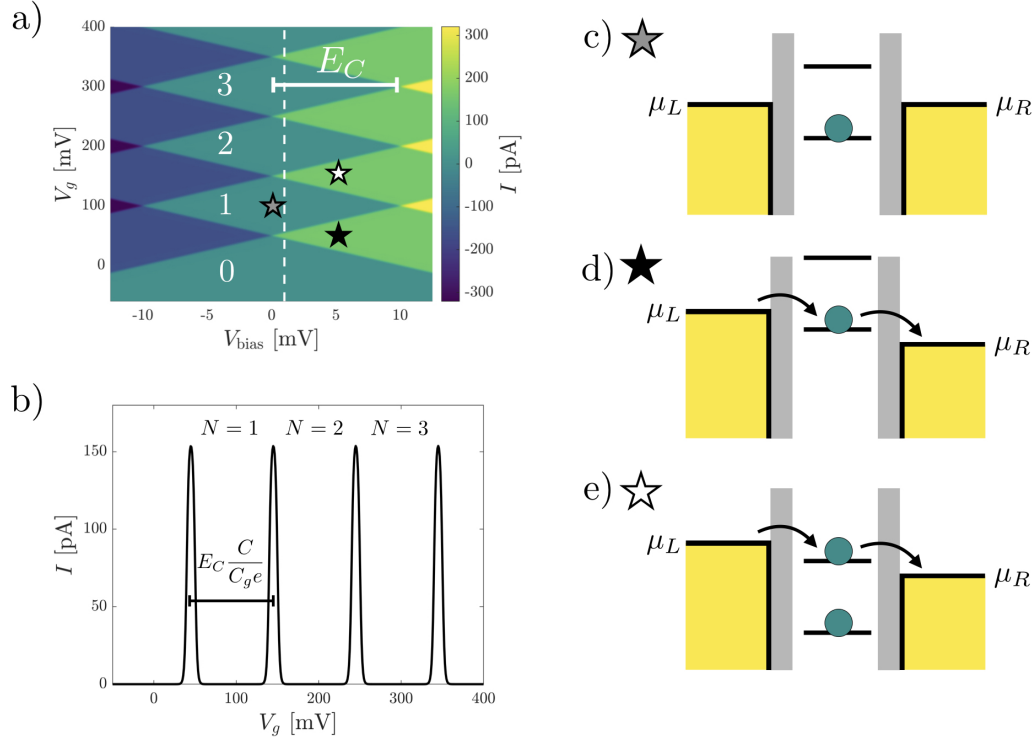 a)
400
300
200
100
0
V_g [mV]
-10
-5
0
5
10
V_bias [mV]
3
2
1
0
E_C
300
200
100
0
-100
-200
-300
I [pA]
b)
N = 1
N = 2
N = 3
150
100
50
0
I [pA]
E_C C/(C_g e)
0
100
200
300
400
V_g [mV]
c)
μ_L
μ_R
d)
μ_L
μ_R
e)
μ_L
μ_R